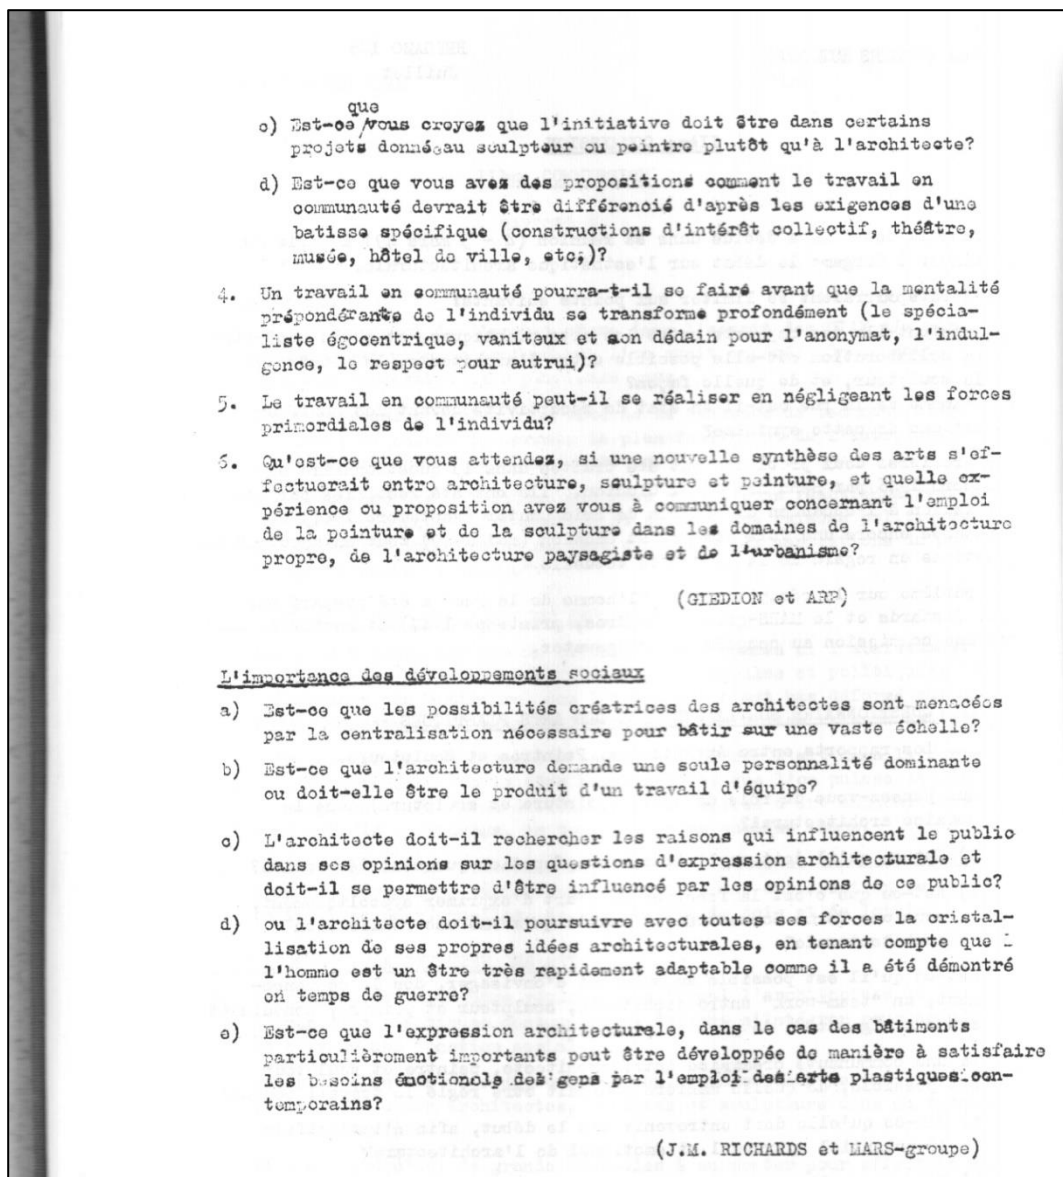 que
c) Est-ce/vous croyez que l'initiative doit être dans certains
projets donnée au sculpteur ou peintre plutôt qu'à l'architecte?
d) Est-ce que vous avez des propositions comment le travail en
communauté devrait être différencié d'après les exigences d'une
batisse spécifique (constructions d'intérêt collectif, théâtre,
musée, hôtel de ville, etc;)?
4. Un travail en communauté pourra-t-il se faire avant que la mentalité
prépondérante de l'individu se transforme profondément (le spécia-
liste égocentrique, vaniteux et son dédain pour l'anonymat, l'indul-
gence, le respect pour autrui)?
5. Le travail en communauté peut-il se réaliser en négligeant les forces
primordiales de l'individu?
6. Qu'est-ce que vous attendez, si une nouvelle synthèse des arts s'ef-
fectuerait entre architecture, sculpture et peinture, et quelle ex-
périence ou proposition avez vous à communiquer concernant l'emploi
de la peinture et de la sculpture dans les domaines de l'architecture
propre, de l'architecture paysagiste et de l'urbanisme?
(GIEDION et ARP)
L'importance des développements sociaux
a) Est-ce que les possibilités créatrices des architectes sont menacées
par la centralisation nécessaire pour bâtir sur une vaste échelle?
b) Est-ce que l'architecture demande une seule personnalité dominante
ou doit-elle être le produit d'un travail d'équipe?
c) L'architecte doit-il rechercher les raisons qui influencent le public
dans ses opinions sur les questions d'expression architecturale et
doit-il se permettre d'être influencé par les opinions de ce public?
d) ou l'architecte doit-il poursuivre avec toutes ses forces la cristal-
lisation de ses propres idées architecturales, en tenant compte que
l'homme est un être très rapidement adaptable comme il a été démontré
en temps de guerre?
e) Est-ce que l'expression architecturale, dans le cas des bâtiments
particulièrement importants peut être développée de manière à satisfaire
les besoins émotionels des gens par l'emploi des arts plastiques con-
temporains?
(J.M. RICHARDS et MARS-groupe)